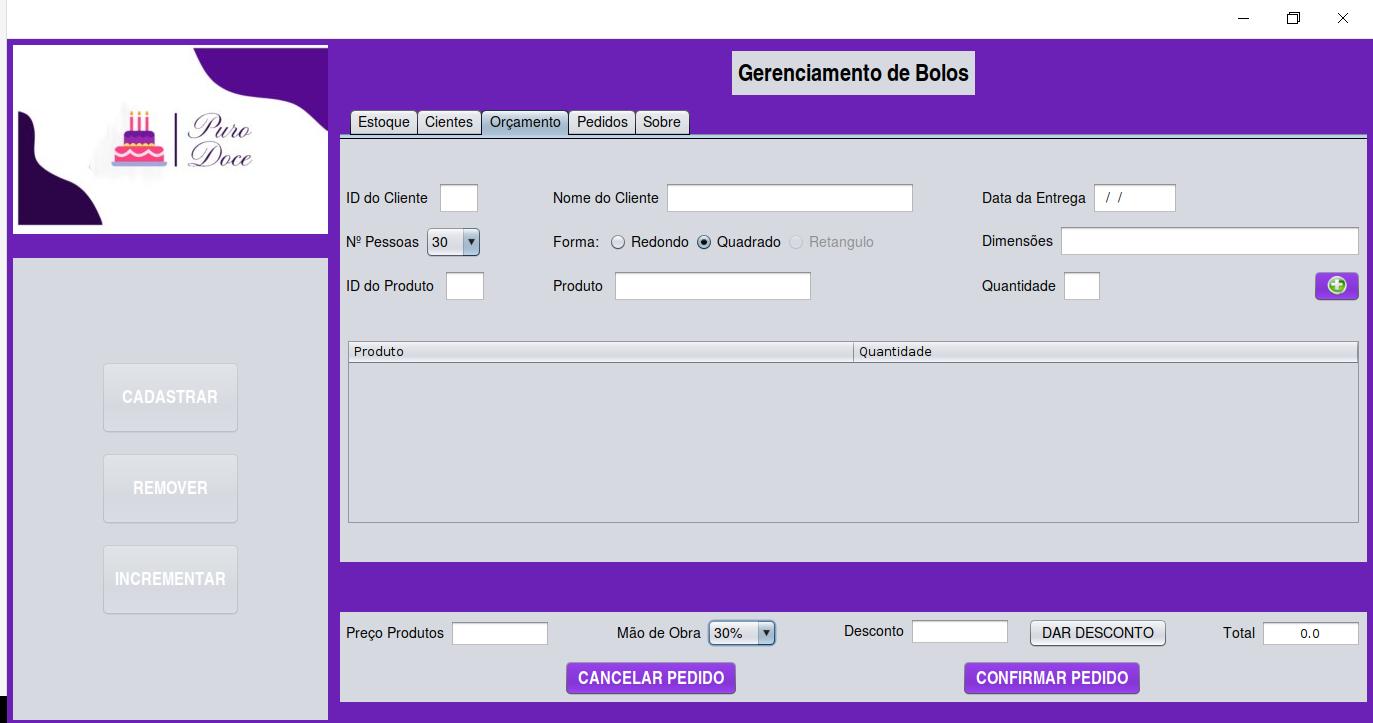 Puro
Doce
Gerenciamento de Bolos
Estoque Cientes Orçamento Pedidos Sobre
ID do Cliente Nome do Cliente Data da Entrega / /
Nº Pessoas 30 Forma: Redondo Quadrado Retangulo Dimensões
ID do Produto Produto Quantidade
Produto Quantidade
CADASTRAR
REMOVER
INCREMENTAR
Preço Produtos Mão de Obra 30% Desconto DAR DESCONTO Total 0.0
CANCELAR PEDIDO CONFIRMAR PEDIDO